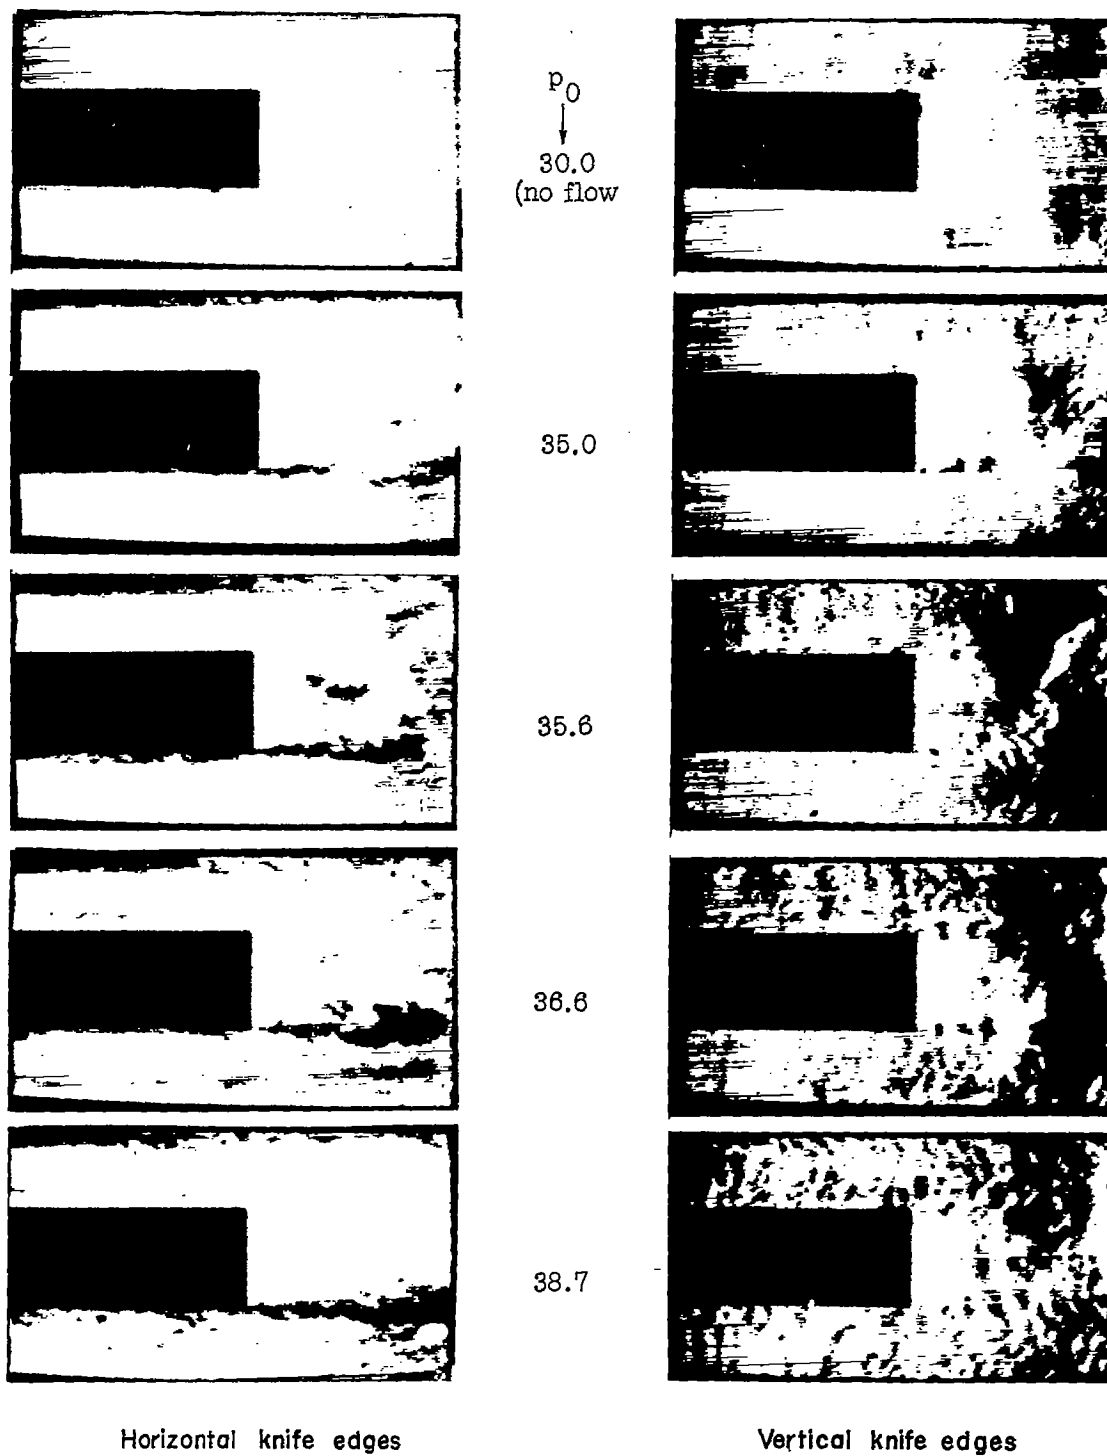 p0
30.0
(no flow
35.0
35.6
36.6
38.7
Horizontal knife edges
Vertical knife edges